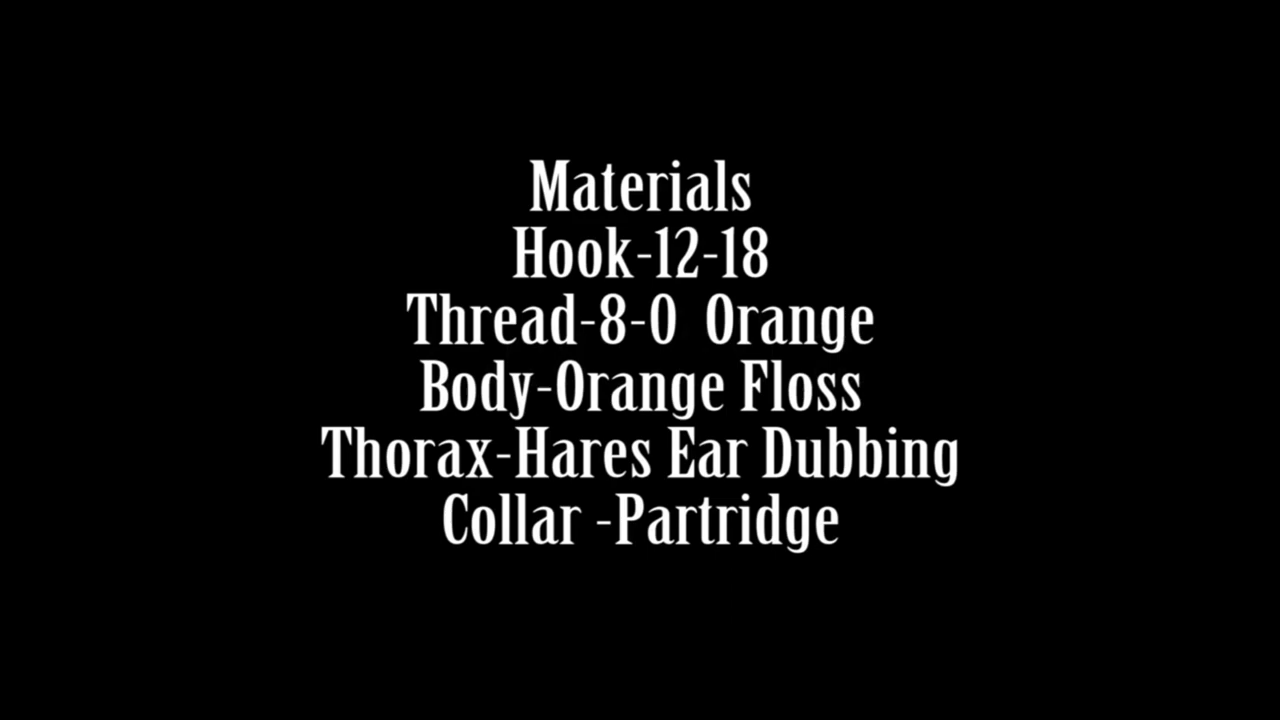 Materials
Hook-12-18
Thread-8-0 Orange
Body-Orange Floss
Thorax-Hares Ear Dubbing
Collar -Partridge